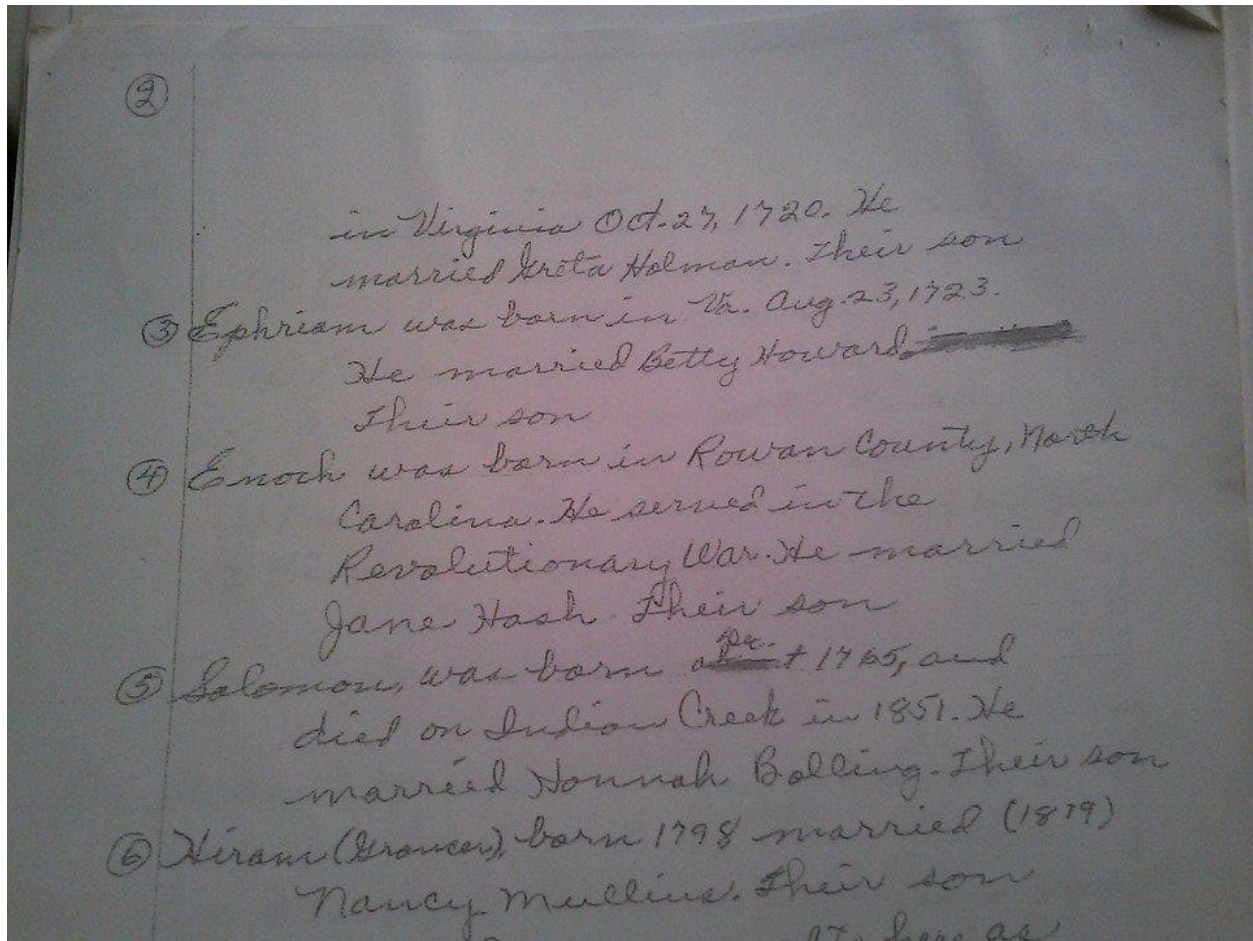 ②
in Virginia Oct. 27, 1720. He
married Greta Holman. Their son
③ Ephriam was born in Va. Aug. 23, 1723.
He married Betty Howard
Their son
④ Enoch was born in Rowan County, North
Carolina. He served in the
Revolutionary War. He married
Jane Hash. Their son
⑤ Solomon, was born 1765, and
died on Indian Creek in 1851. He
married Honnah Bolling. Their son
⑥ Hiram (Grancer), born 1798 married (1819)
Nancy Mullins. Their son
here as